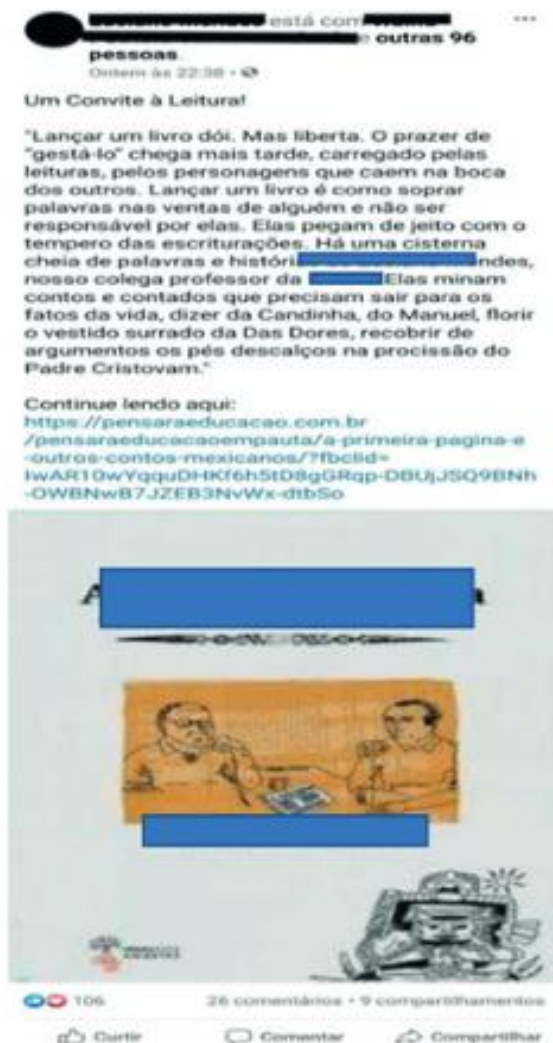 está com
e outras 96
pessoas.
Ontem às 22:38 ·
Um Convite à Leitura!
"Lançar um livro dói. Mas liberta. O prazer de
"gestá-lo" chega mais tarde, carregado pelas
leituras, pelos personagens que caem na boca
dos outros. Lançar um livro é como soprar
palavras nas ventas de alguém e não ser
responsável por elas. Elas pegam de jeito com o
tempero das escriturações. Há uma cisterna
cheia de palavras e históri ndes,
nosso colega professor da Elas minam
contos e contados que precisam sair para os
fatos da vida, dizer da Candinha, do Manuel, florir
o vestido surrado da Das Dores, recobrir de
argumentos os pés descalços na procissão do
Padre Cristovam."
Continue lendo aqui:
https://pensaraeducacao.com.br
/pensaraeducacaoempauta/a-primeira-pagina-e
-outros-contos-mexicanos/?fbclid=
A a
106
26 comentários · 9 compartilhamentos
Curtir
Comentar
Compartilhar